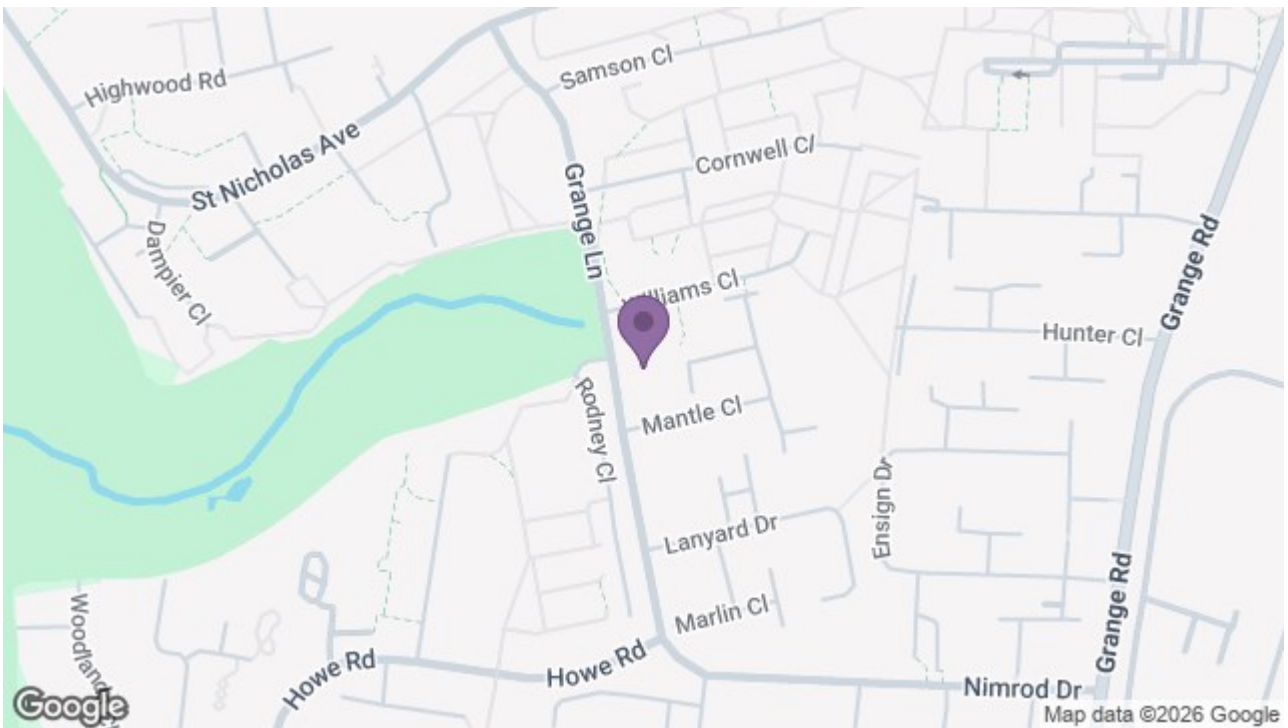 Highwood Rd
Samson Cl
St Nicholas Ave
Cornwell Cl
Grange Ln
Dampier Cl
Williams Cl
Grange Rd
Hunter Cl
Rodney Cl
Mantle Cl
Ensign Dr
Lanyard Dr
Marlin Cl
Howe Rd
Howe Rd
Grange Rd
Nimrod Dr
Google
Map data ©2026 Google